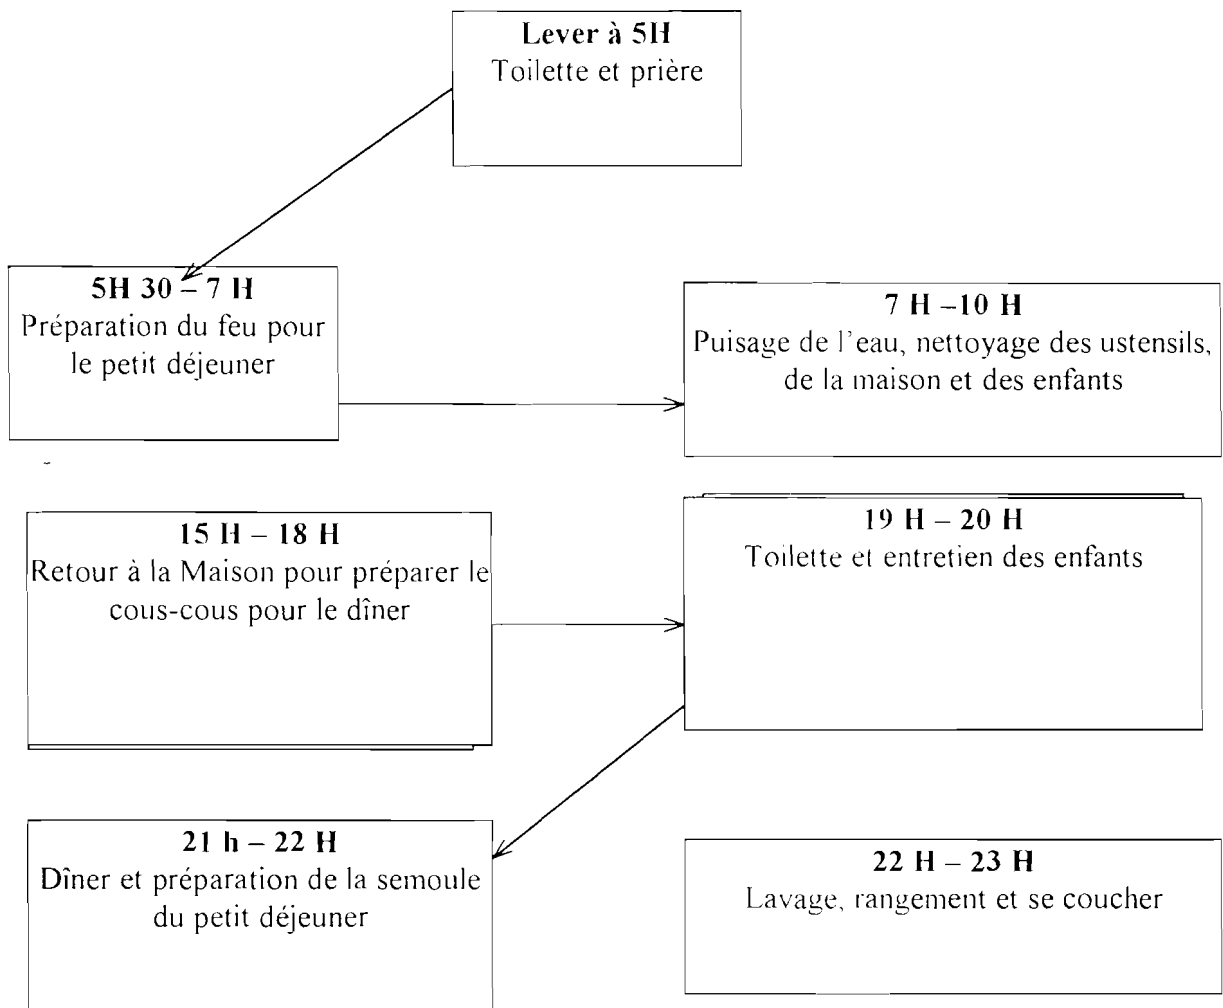 Lever à 5H
Toilette et prière
5H 30 – 7 H
Préparation du feu pour
le petit déjeuner
7 H –10 H
Puisage de l'eau, nettoyage des ustensils,
de la maison et des enfants
15 H – 18 H
Retour à la Maison pour préparer le
cous-cous pour le dîner
19 H – 20 H
Toilette et entretien des enfants
21 h – 22 H
Dîner et préparation de la semoule
du petit déjeuner
22 H – 23 H
Lavage, rangement et se coucher